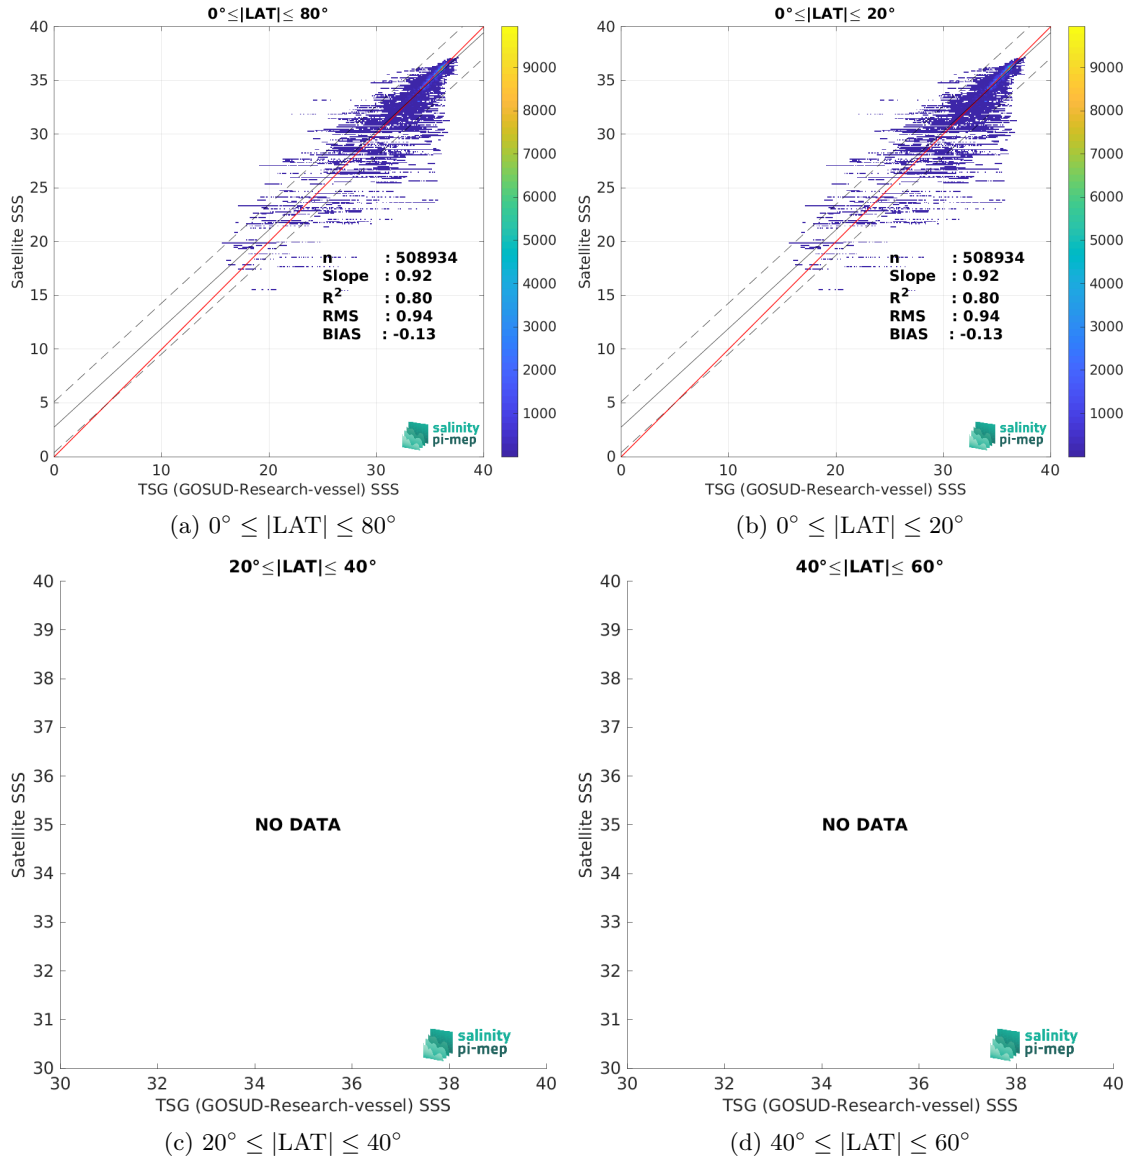 0°≤|LAT|≤ 80°
40
35
30
25
20
15
10
5
0
Satellite SSS
n : 508934
Slope : 0.92
R² : 0.80
RMS : 0.94
BIAS : -0.13
salinity
pi-mep
0 10 20 30 40
TSG (GOSUD-Research-vessel) SSS
9000
8000
7000
6000
5000
4000
3000
2000
1000
(a) 0° ≤ |LAT| ≤ 80°
0°≤|LAT|≤ 20°
40
35
30
25
20
15
10
5
0
Satellite SSS
n : 508934
Slope : 0.92
R² : 0.80
RMS : 0.94
BIAS : -0.13
salinity
pi-mep
0 10 20 30 40
TSG (GOSUD-Research-vessel) SSS
9000
8000
7000
6000
5000
4000
3000
2000
1000
(b) 0° ≤ |LAT| ≤ 20°
20°≤|LAT|≤ 40°
40
39
38
37
36
35
34
33
32
31
30
Satellite SSS
NO DATA
salinity
pi-mep
30 32 34 36 38 40
TSG (GOSUD-Research-vessel) SSS
(c) 20° ≤ |LAT| ≤ 40°
40°≤|LAT|≤ 60°
40
39
38
37
36
35
34
33
32
31
30
Satellite SSS
NO DATA
salinity
pi-mep
30 32 34 36 38 40
TSG (GOSUD-Research-vessel) SSS
(d) 40° ≤ |LAT| ≤ 60°